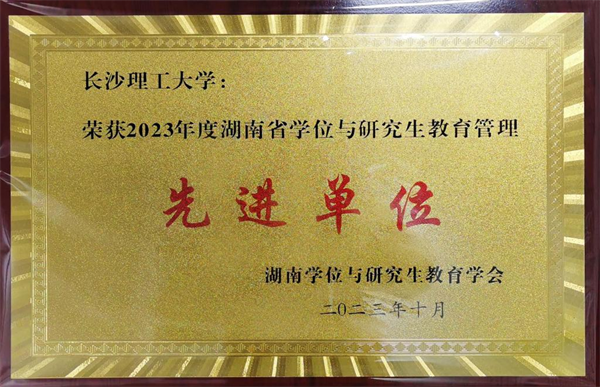 长沙理工大学：
荣获2023年度湖南省学位与研究生教育管理
先进单位
湖南学位与研究生教育学会
二〇二三年十月